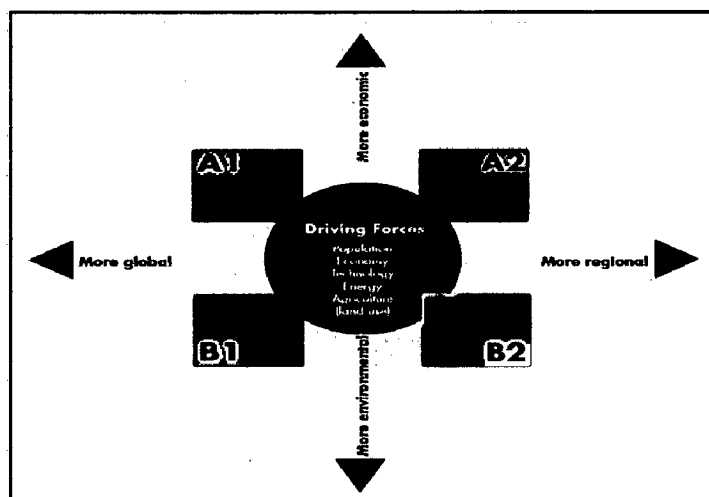 More economic
A1
A2
Driving Forces
Population
Economy
Technology
Energy
Agriculture
(land use)
More global
More regional
B1
B2
More environmental